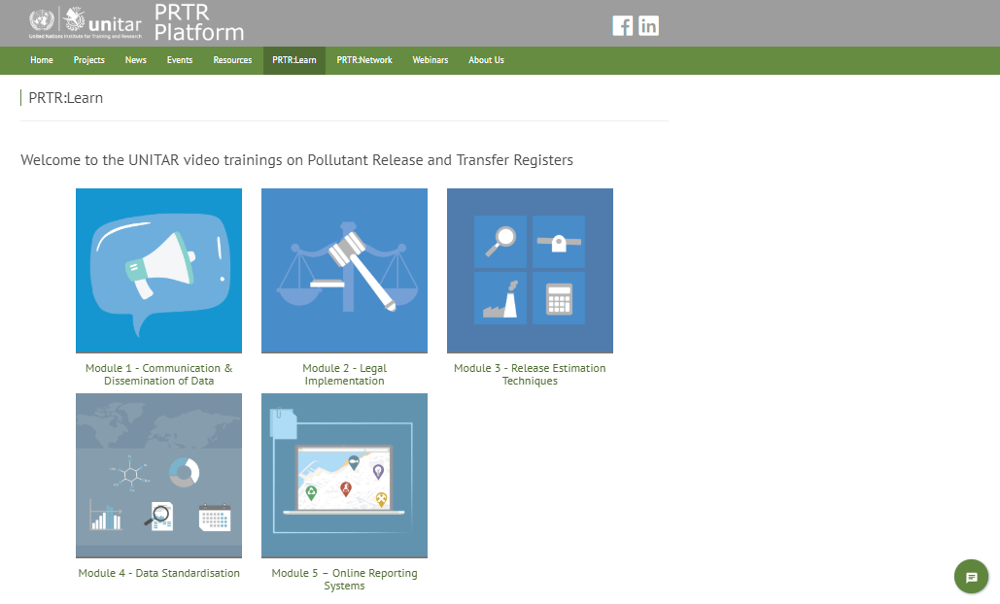 unitar
United Nations Institute for Training and Research
PRTR
Platform
Home Projects News Events Resources PRTR:Learn PRTR:Network Webinars About Us
PRTR:Learn
Welcome to the UNITAR video trainings on Pollutant Release and Transfer Registers
Module 1 - Communication &
Dissemination of Data
Module 2 - Legal
Implementation
Module 3 - Release Estimation
Techniques
Module 4 - Data Standardisation
Module 5 – Online Reporting
Systems